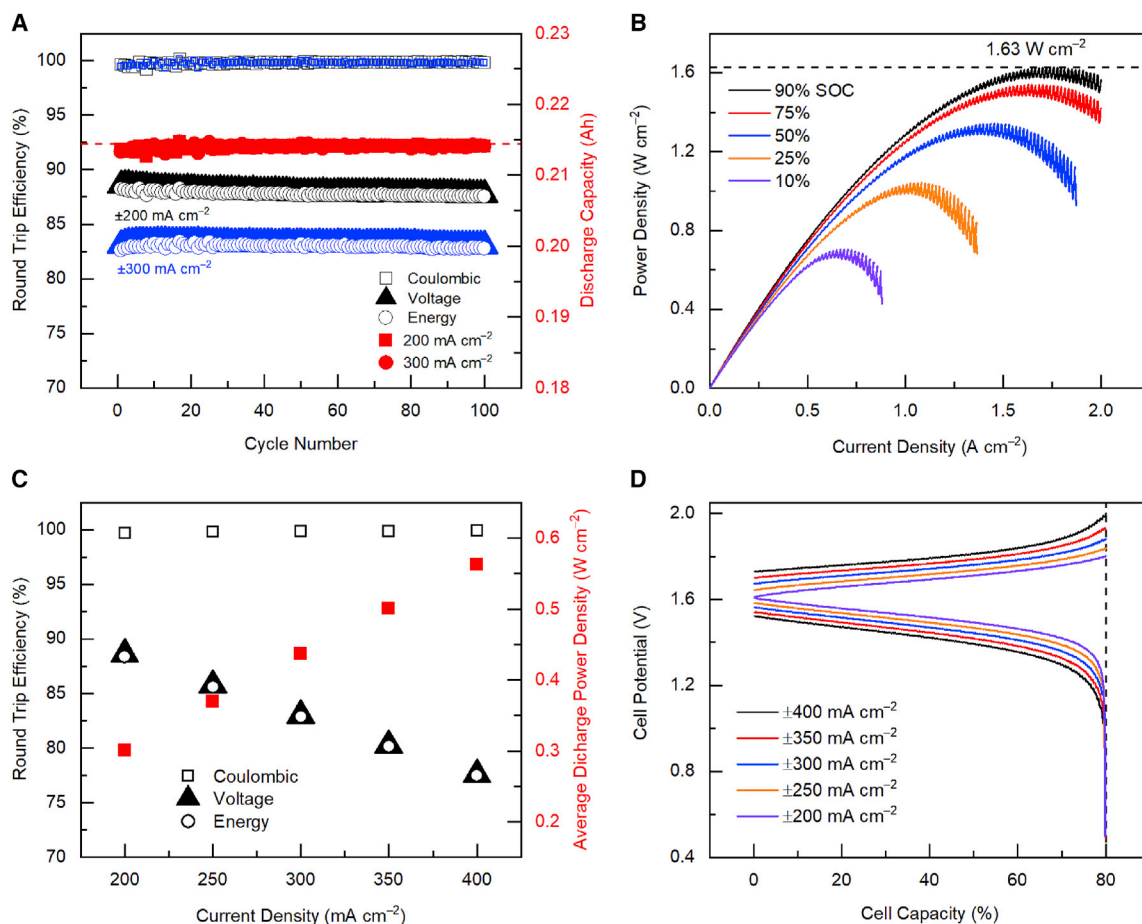 A
Round Trip Efficiency (%)
100
95
90
85
80
75
70
0.23
0.22
0.21
0.20
0.19
0.18
Discharge Capacity (Ah)
±200 mA cm⁻²
±300 mA cm⁻²
Coulombic
Voltage
Energy
200 mA cm⁻²
300 mA cm⁻²
0 20 40 60 80 100
Cycle Number
B
Power Density (W cm⁻²)
1.63 W cm⁻²
1.6
1.2
0.8
0.4
0.0
90% SOC
75%
50%
25%
10%
0.0 0.5 1.0 1.5 2.0
Current Density (A cm⁻²)
C
Round Trip Efficiency (%)
100
95
90
85
80
75
70
0.6
0.5
0.4
0.3
0.2
Average Dicharge Power Density (W cm⁻²)
Coulombic
Voltage
Energy
200 250 300 350 400
Current Density (mA cm⁻²)
D
Cell Potential (V)
2.0
1.6
1.2
0.8
0.4
±400 mA cm⁻²
±350 mA cm⁻²
±300 mA cm⁻²
±250 mA cm⁻²
±200 mA cm⁻²
0 20 40 60 80
Cell Capacity (%)